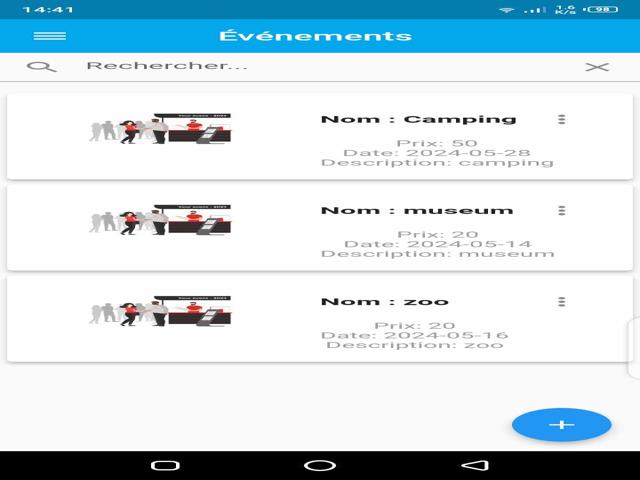 14:41
1.6
K/s
98
Événements
Rechercher...
Nom : Camping
Prix: 50
Date: 2024-05-28
Description: camping
Nom : museum
Prix: 20
Date: 2024-05-14
Description: museum
Nom : zoo
Prix: 20
Date: 2024-05-16
Description: zoo